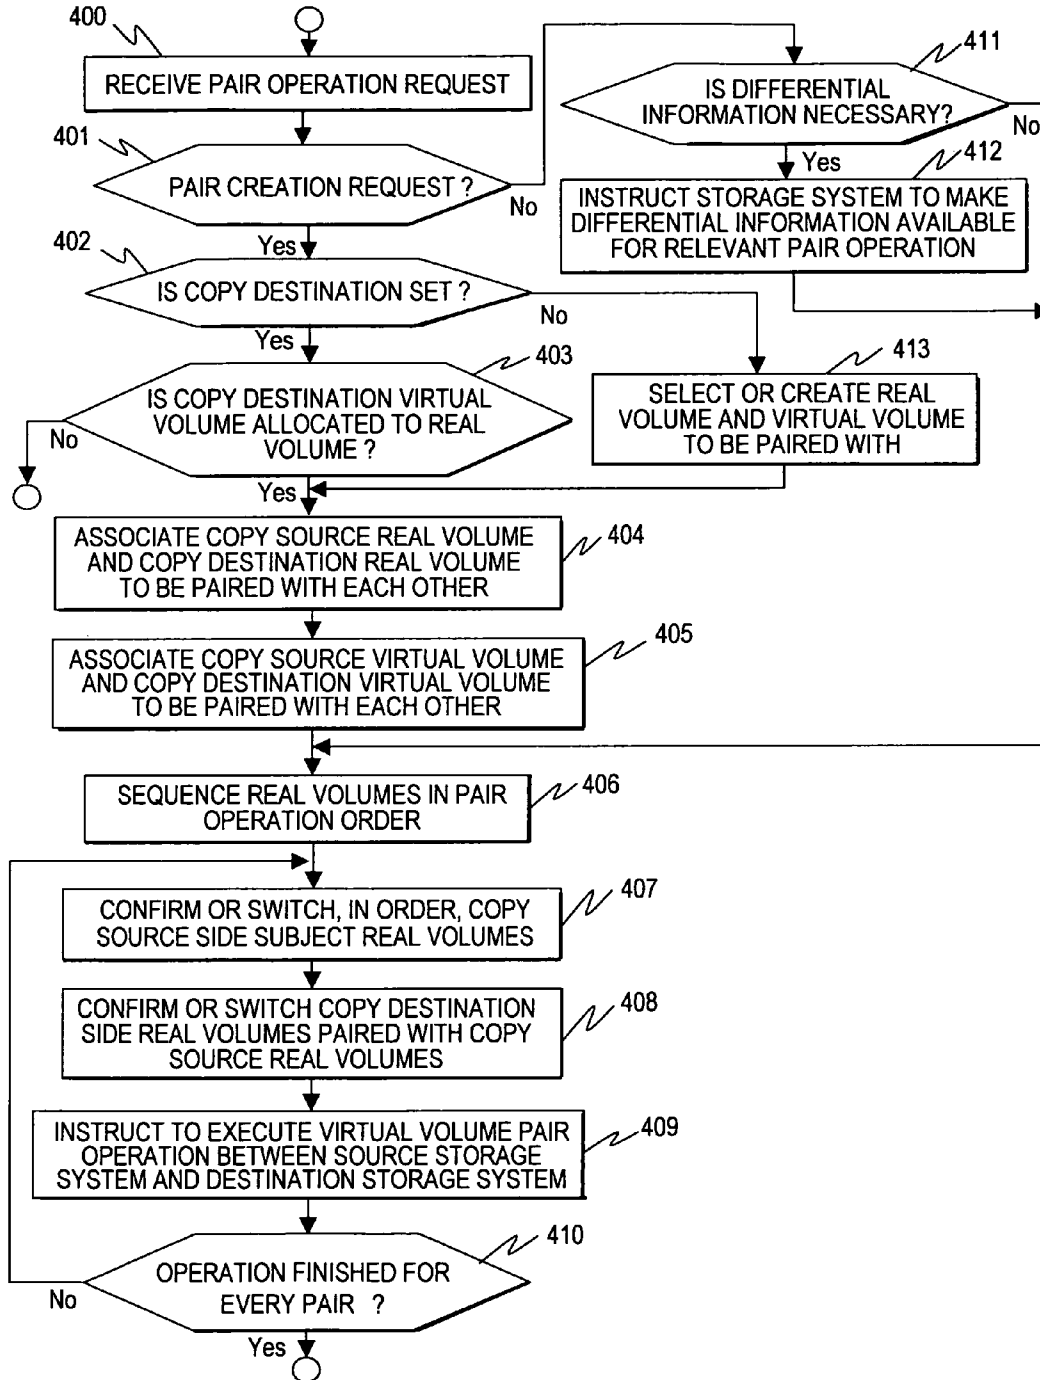 400
RECEIVE PAIR OPERATION REQUEST
401
PAIR CREATION REQUEST ?
No
Yes
411
IS DIFFERENTIAL
INFORMATION NECESSARY?
No
Yes
412
INSTRUCT STORAGE SYSTEM TO MAKE
DIFFERENTIAL INFORMATION AVAILABLE
FOR RELEVANT PAIR OPERATION
402
IS COPY DESTINATION SET ?
No
Yes
403
IS COPY DESTINATION VIRTUAL
VOLUME ALLOCATED TO REAL
VOLUME ?
No
Yes
413
SELECT OR CREATE REAL
VOLUME AND VIRTUAL VOLUME
TO BE PAIRED WITH
404
ASSOCIATE COPY SOURCE REAL VOLUME
AND COPY DESTINATION REAL VOLUME
TO BE PAIRED WITH EACH OTHER
405
ASSOCIATE COPY SOURCE VIRTUAL VOLUME
AND COPY DESTINATION VIRTUAL VOLUME
TO BE PAIRED WITH EACH OTHER
406
SEQUENCE REAL VOLUMES IN PAIR
OPERATION ORDER
407
CONFIRM OR SWITCH, IN ORDER, COPY
SOURCE SIDE SUBJECT REAL VOLUMES
408
CONFIRM OR SWITCH COPY DESTINATION
SIDE REAL VOLUMES PAIRED WITH COPY
SOURCE REAL VOLUMES
409
INSTRUCT TO EXECUTE VIRTUAL VOLUME PAIR
OPERATION BETWEEN SOURCE STORAGE
SYSTEM AND DESTINATION STORAGE SYSTEM
410
OPERATION FINISHED FOR
EVERY PAIR ?
No
Yes